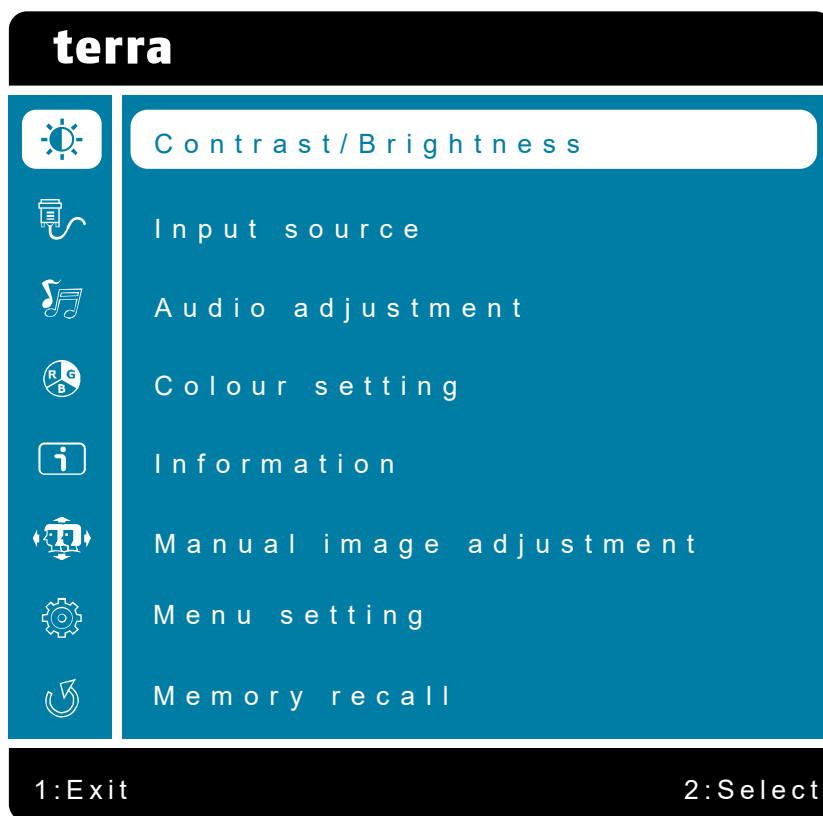 terra
Contrast/Brightness
Input source
Audio adjustment
R G
B
Colour setting
i
Information
Manual image adjustment
Menu setting
Memory recall
1:Exit 2:Select